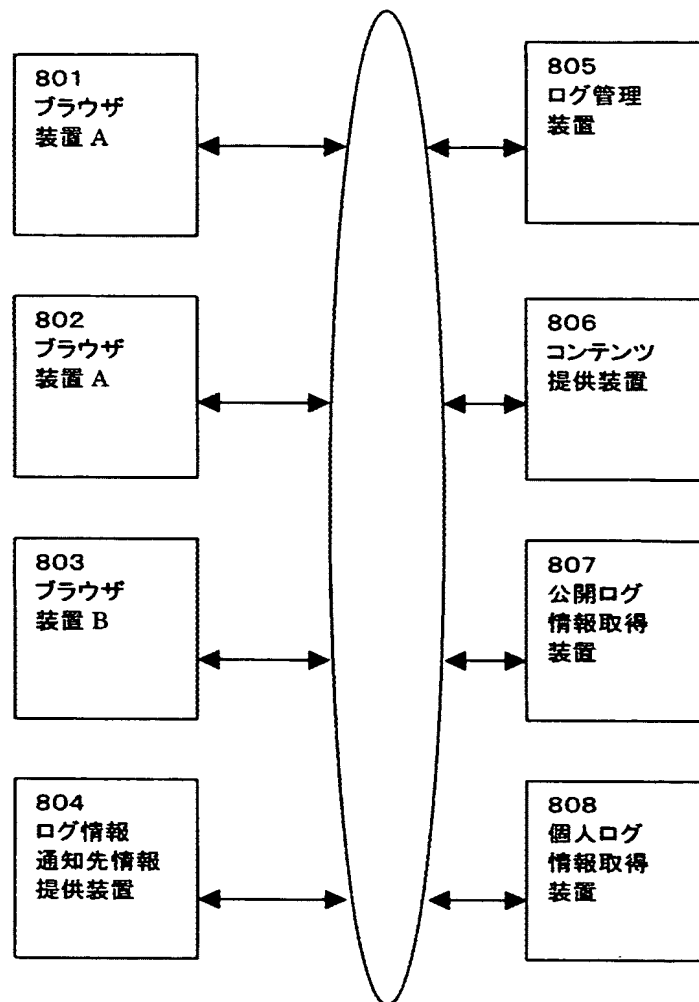 801
ブラウザ
装置 A
802
ブラウザ
装置 A
803
ブラウザ
装置 B
804
ログ情報
通知先情報
提供装置
805
ログ管理
装置
806
コンテンツ
提供装置
807
公開ログ
情報取得
装置
808
個人ログ
情報取得
装置